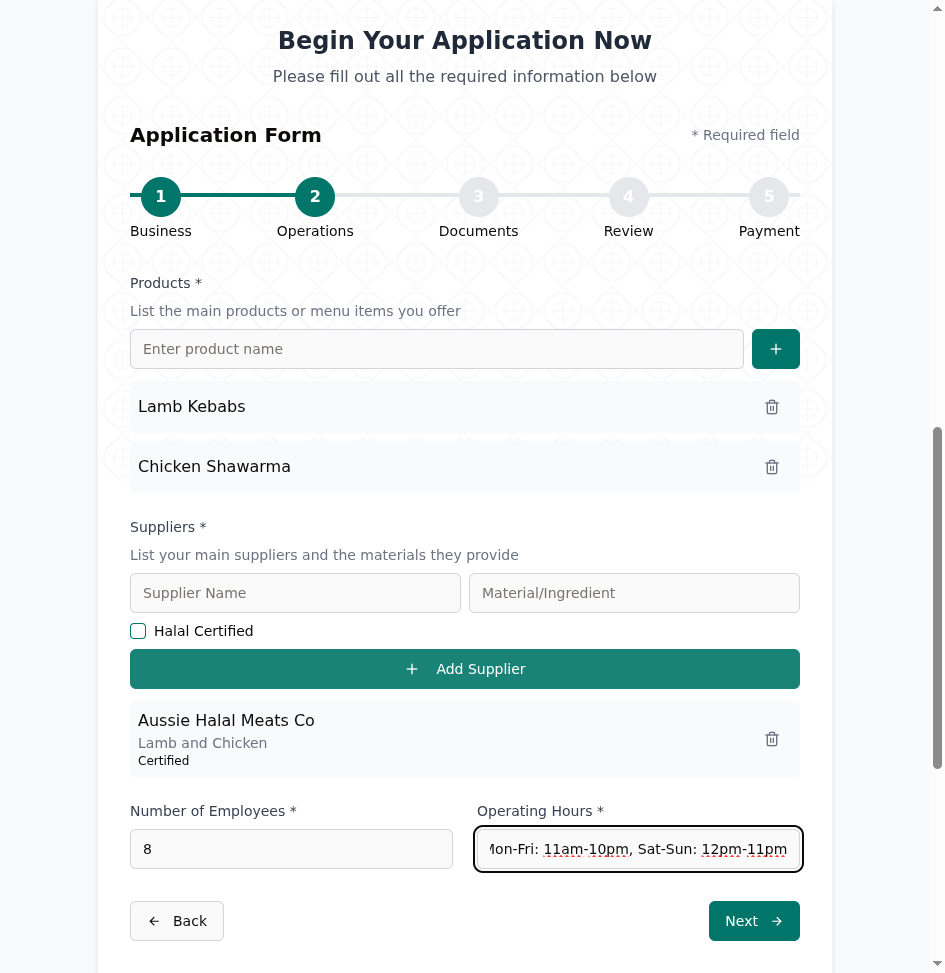 Begin Your Application Now
Please fill out all the required information below
Application Form
* Required field
1
2
3
4
5
Business
Operations
Documents
Review
Payment
Products *
List the main products or menu items you offer
Enter product name
Lamb Kebabs
Chicken Shawarma
Suppliers *
List your main suppliers and the materials they provide
Supplier Name
Material/Ingredient
Halal Certified
Add Supplier
Aussie Halal Meats Co
Lamb and Chicken
Certified
Number of Employees *
Operating Hours *
8
Mon-Fri: 11am-10pm, Sat-Sun: 12pm-11pm
Back
Next